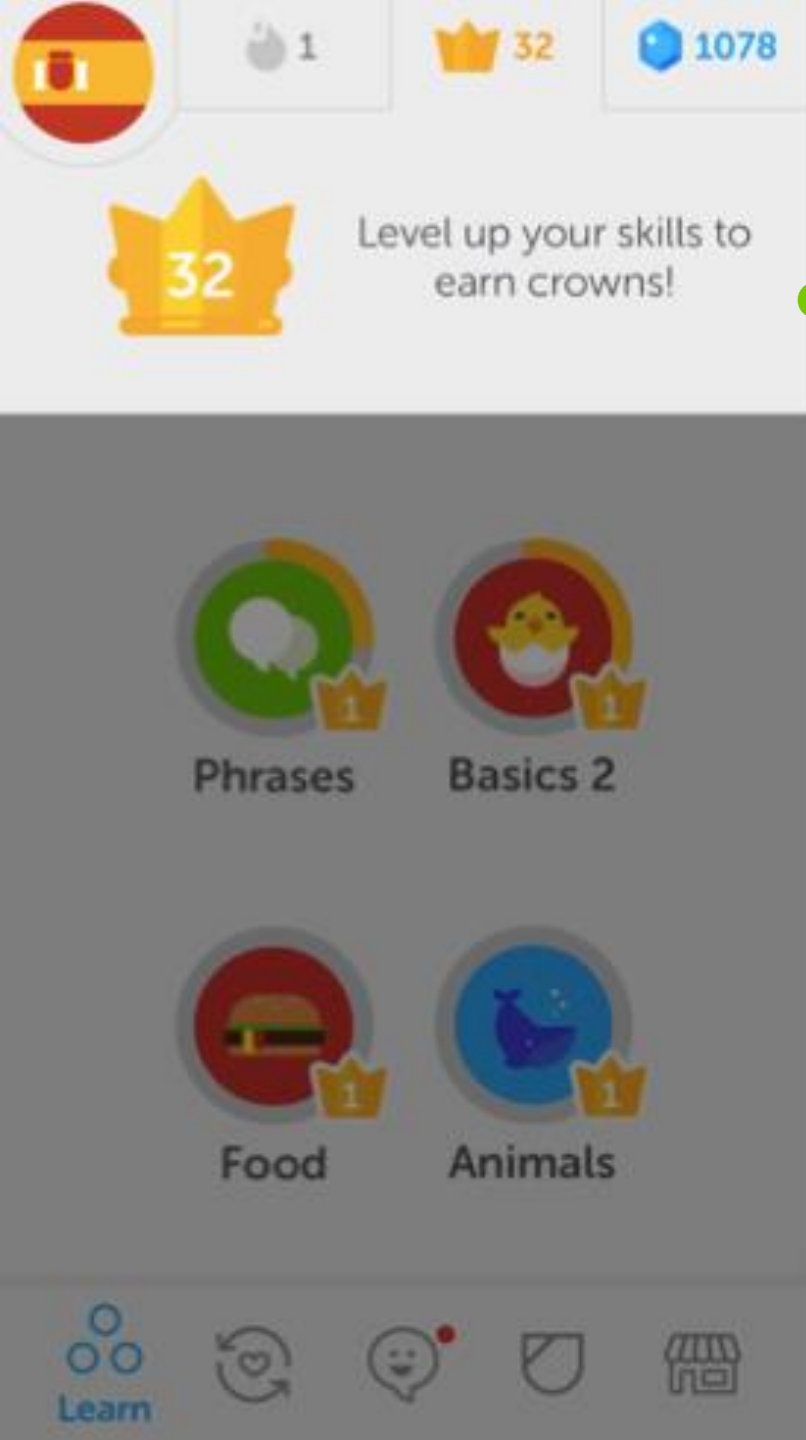 1 32 1078
32
Level up your skills to
earn crowns!
1 1
Phrases Basics 2
1 1
Food Animals
Learn